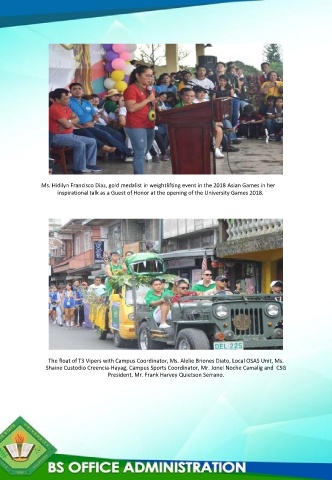 Ms. Hidilyn Francisco Diaz, gold medalist in weightlifting event in the 2018 Asian Games in her
inspirational talk as a Guest of Honor at the opening of the University Games 2018.
DEL-225
The float of T3 Vipers with Campus Coordinator, Ms. Alelie Briones Diato, Local OSAS Unit, Ms.
Shaine Custodio Creencia-Hayag, Campus Sports Coordinator, Mr. Jonel Noche Camalig and CSG
President, Mr. Frank Harvey Quietson Serrano.
BS OFFICE ADMINISTRATION